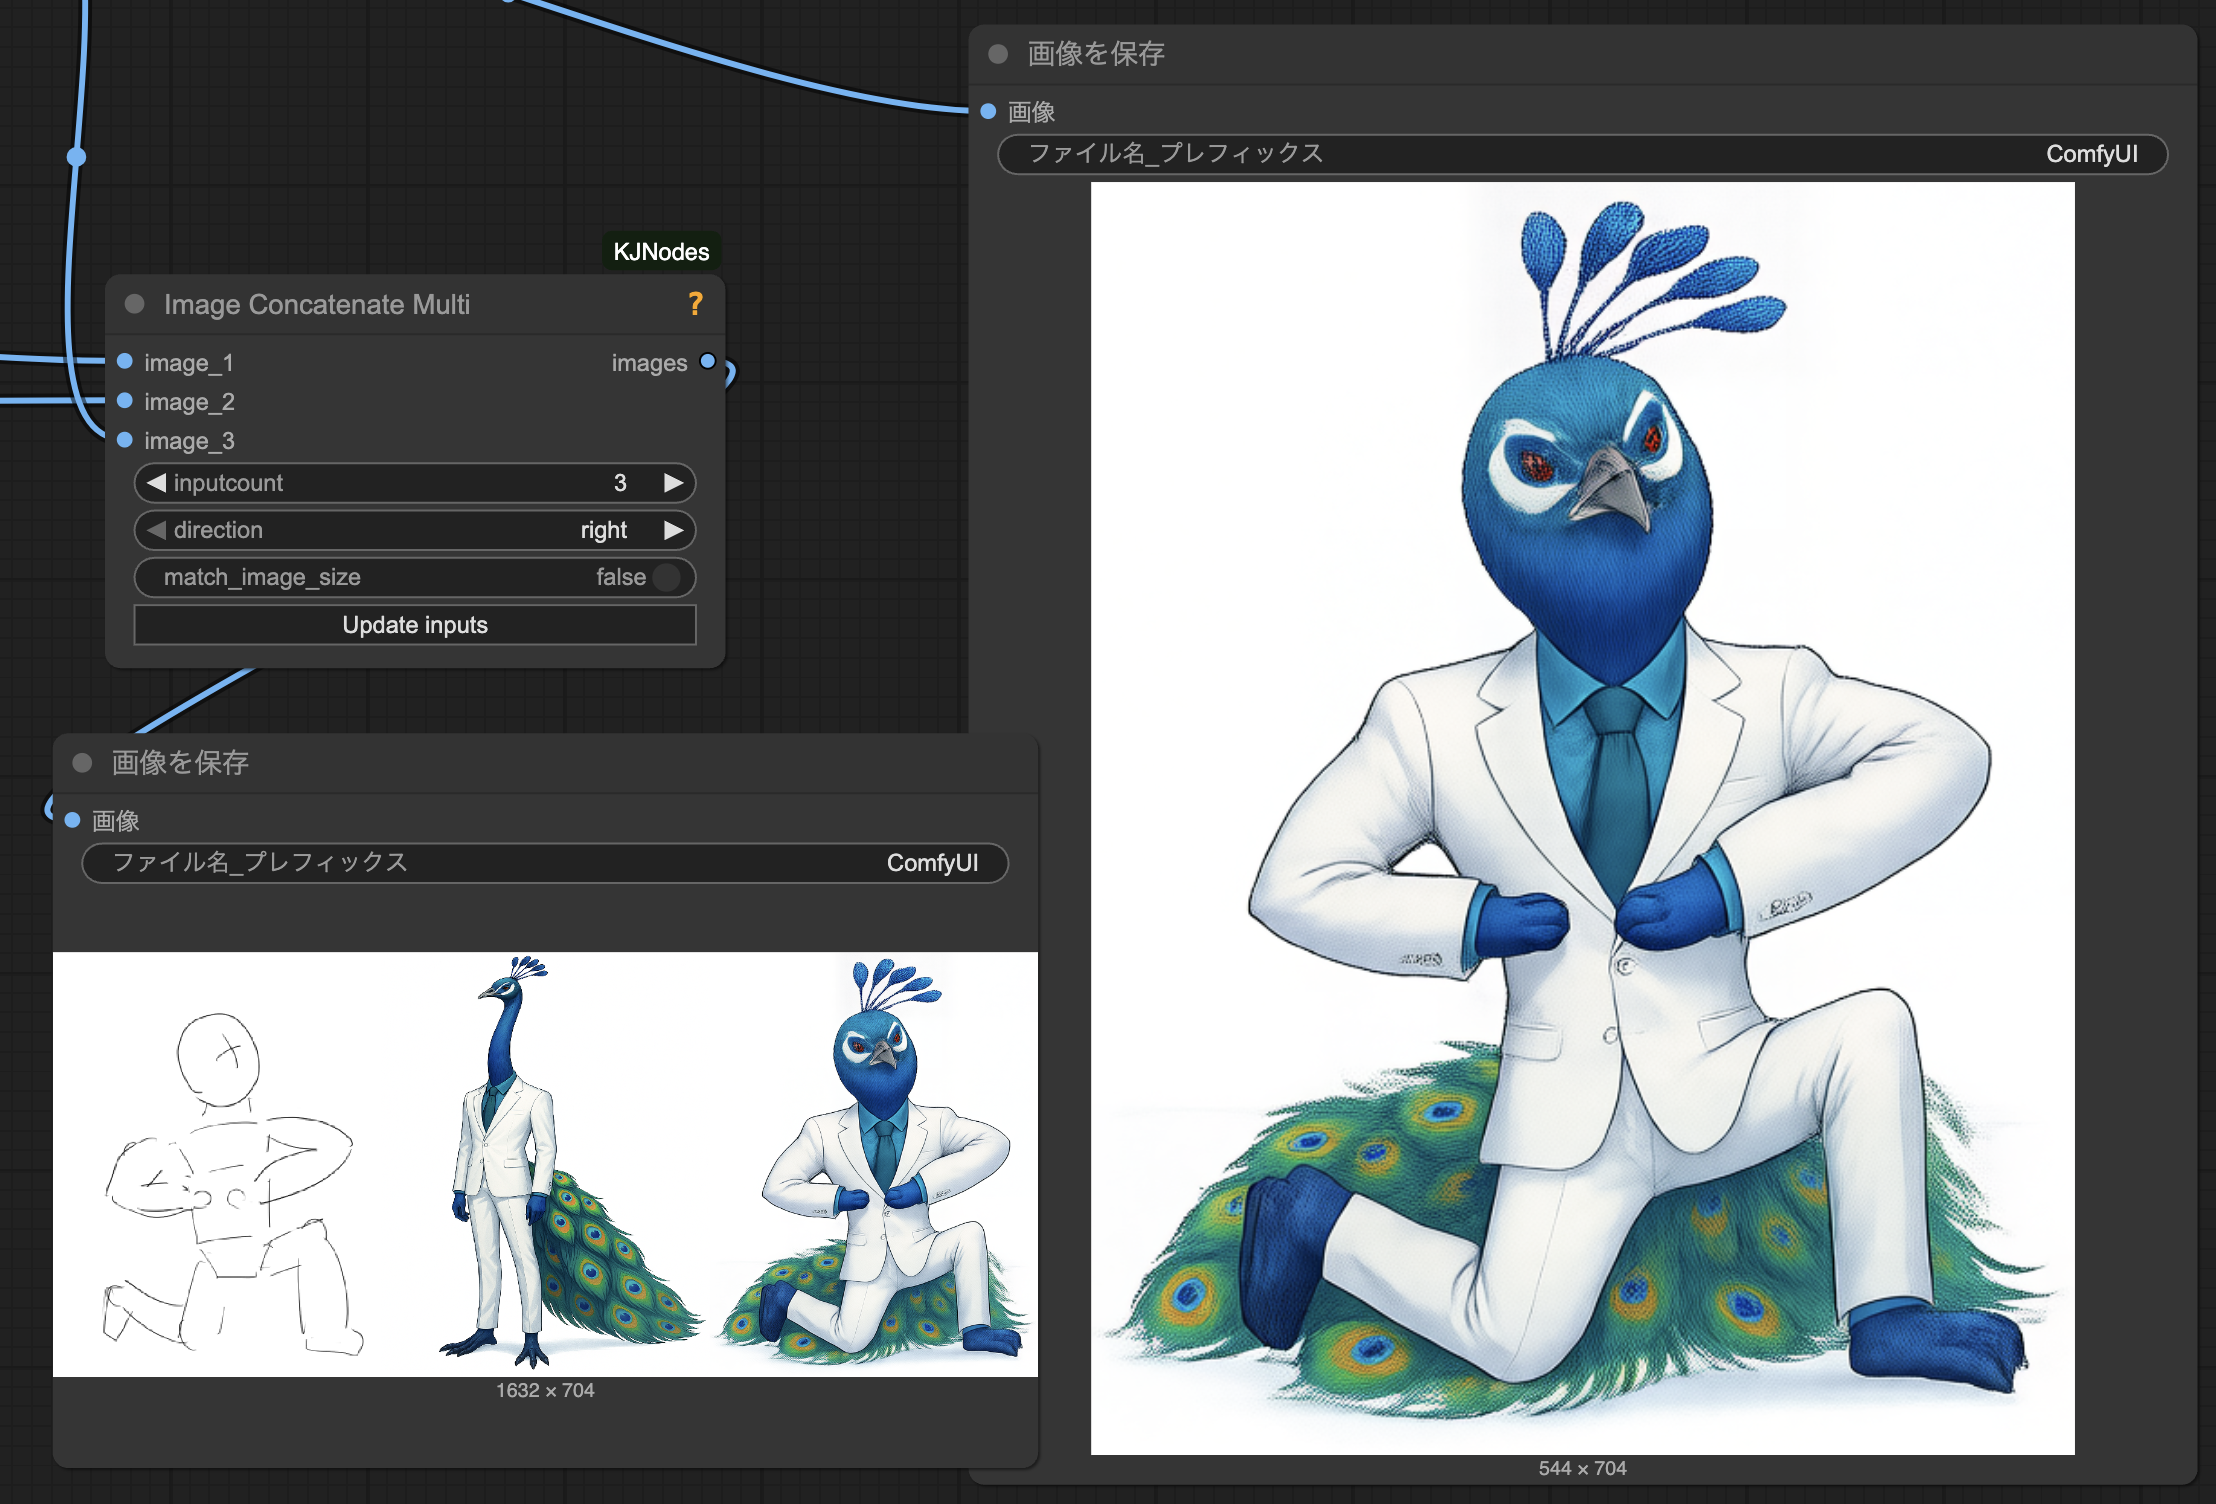 画像を保存
画像
ファイル名_プレフィックス ComfyUI
544 × 704
KJNodes
Image Concatenate Multi ?
image_1 images
image_2
image_3
inputcount 3
direction right
match_image_size false
Update inputs
画像を保存
画像
ファイル名_プレフィックス ComfyUI
1632 × 704